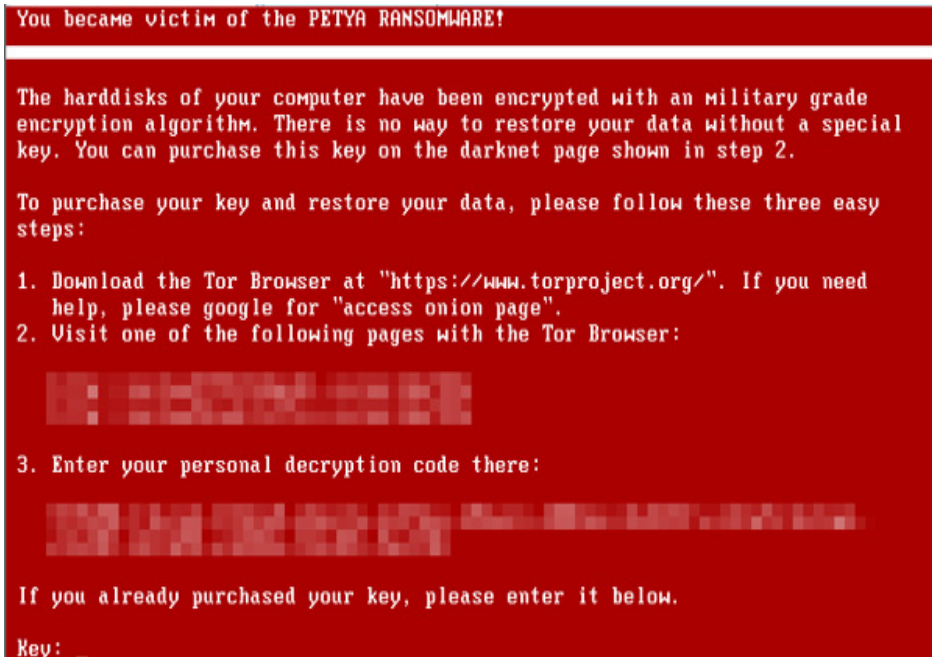 You became victim of the PETYA RANSOMWARE!
The harddisks of your computer have been encrypted with an military grade
encryption algorithm. There is no way to restore your data without a special
key. You can purchase this key on the darknet page shown in step 2.
To purchase your key and restore your data, please follow these three easy
steps:
1. Download the Tor Browser at "https://www.torproject.org/". If you need
help, please google for "access onion page".
2. Visit one of the following pages with the Tor Browser:
3. Enter your personal decryption code there:
If you already purchased your key, please enter it below.
Key: _